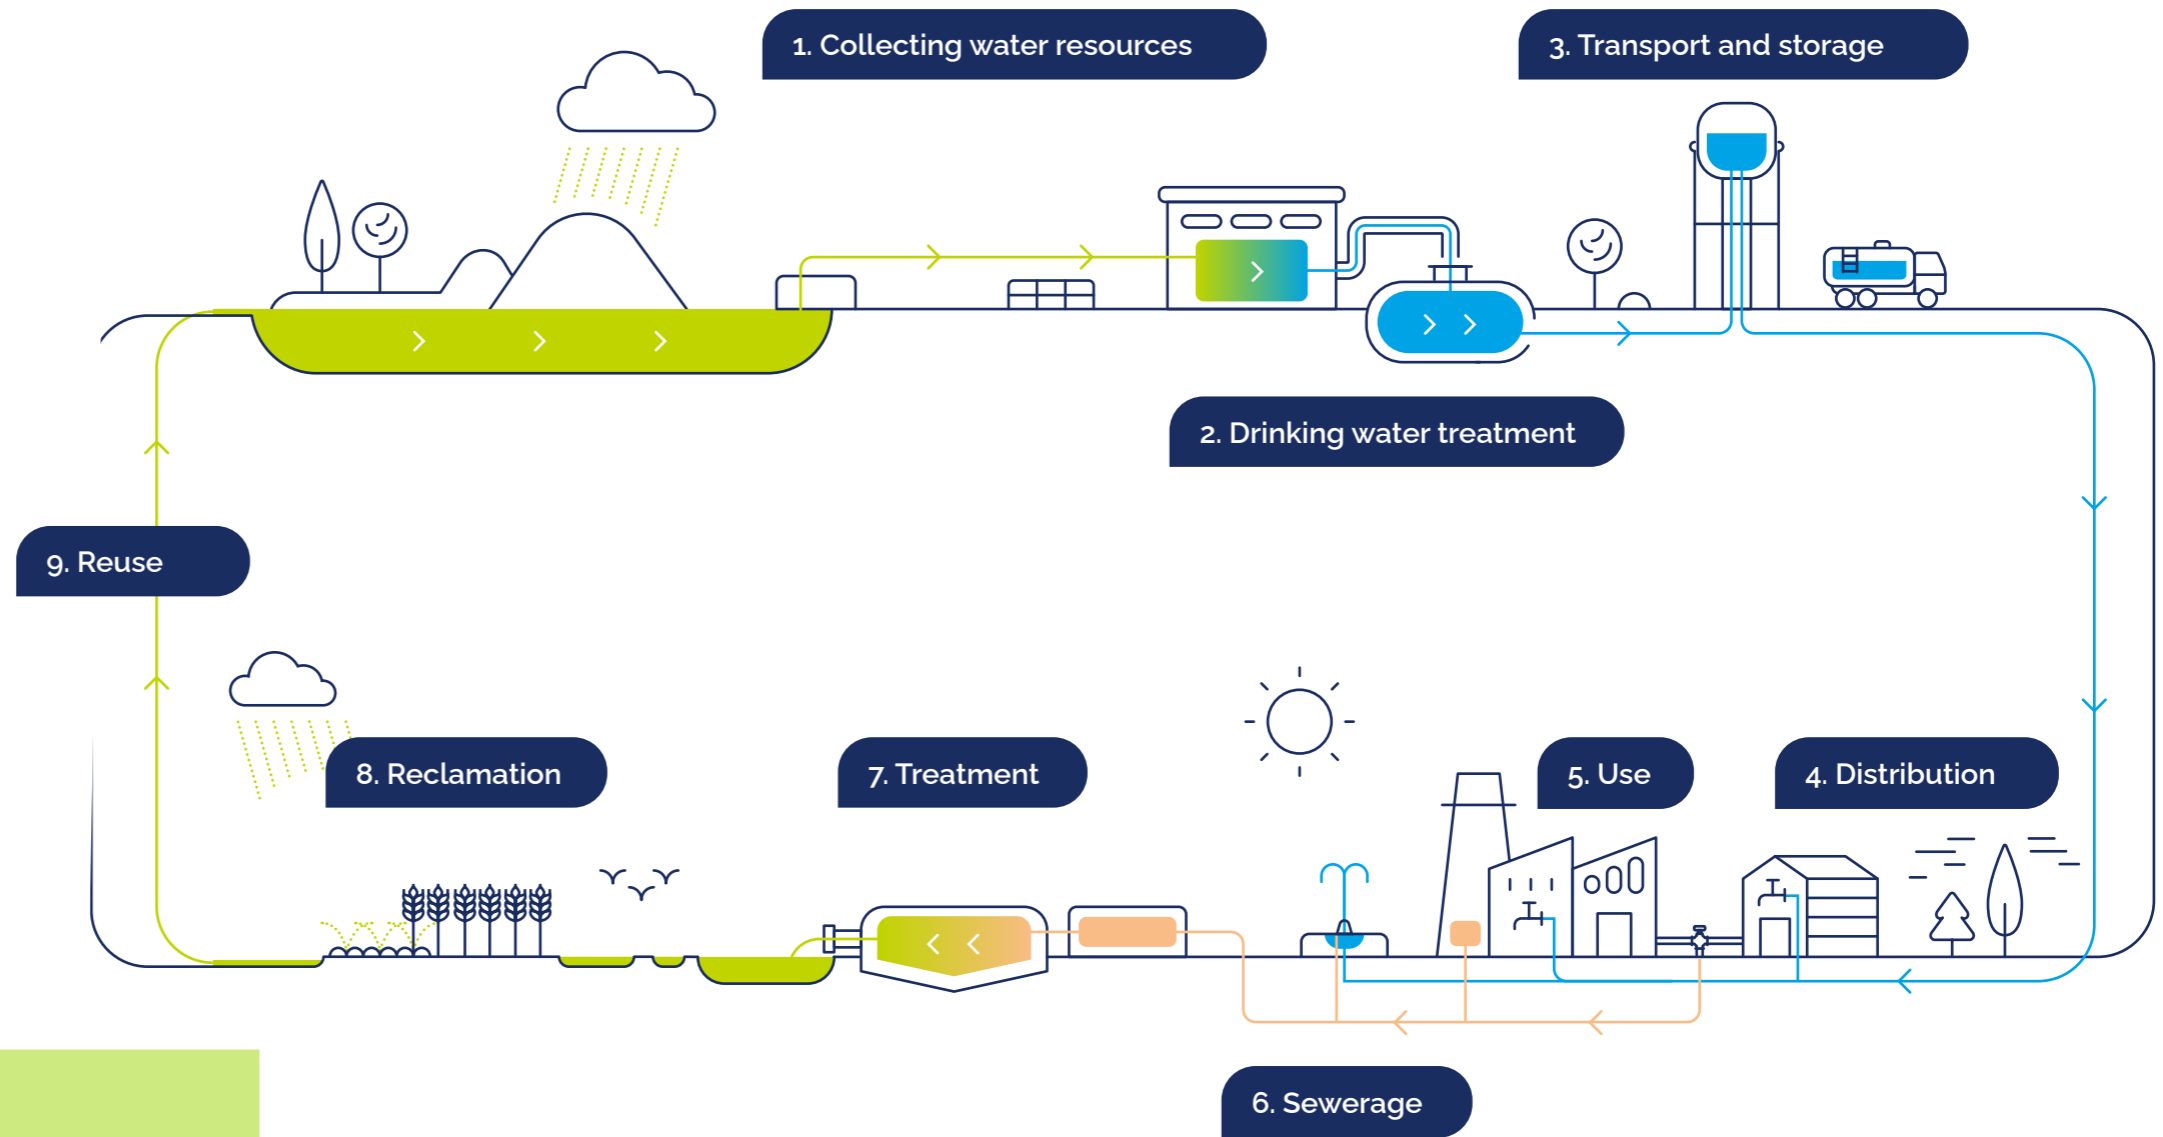 1. Collecting water resources
3. Transport and storage
2. Drinking water treatment
9. Reuse
8. Reclamation
7. Treatment
5. Use
4. Distribution
6. Sewerage